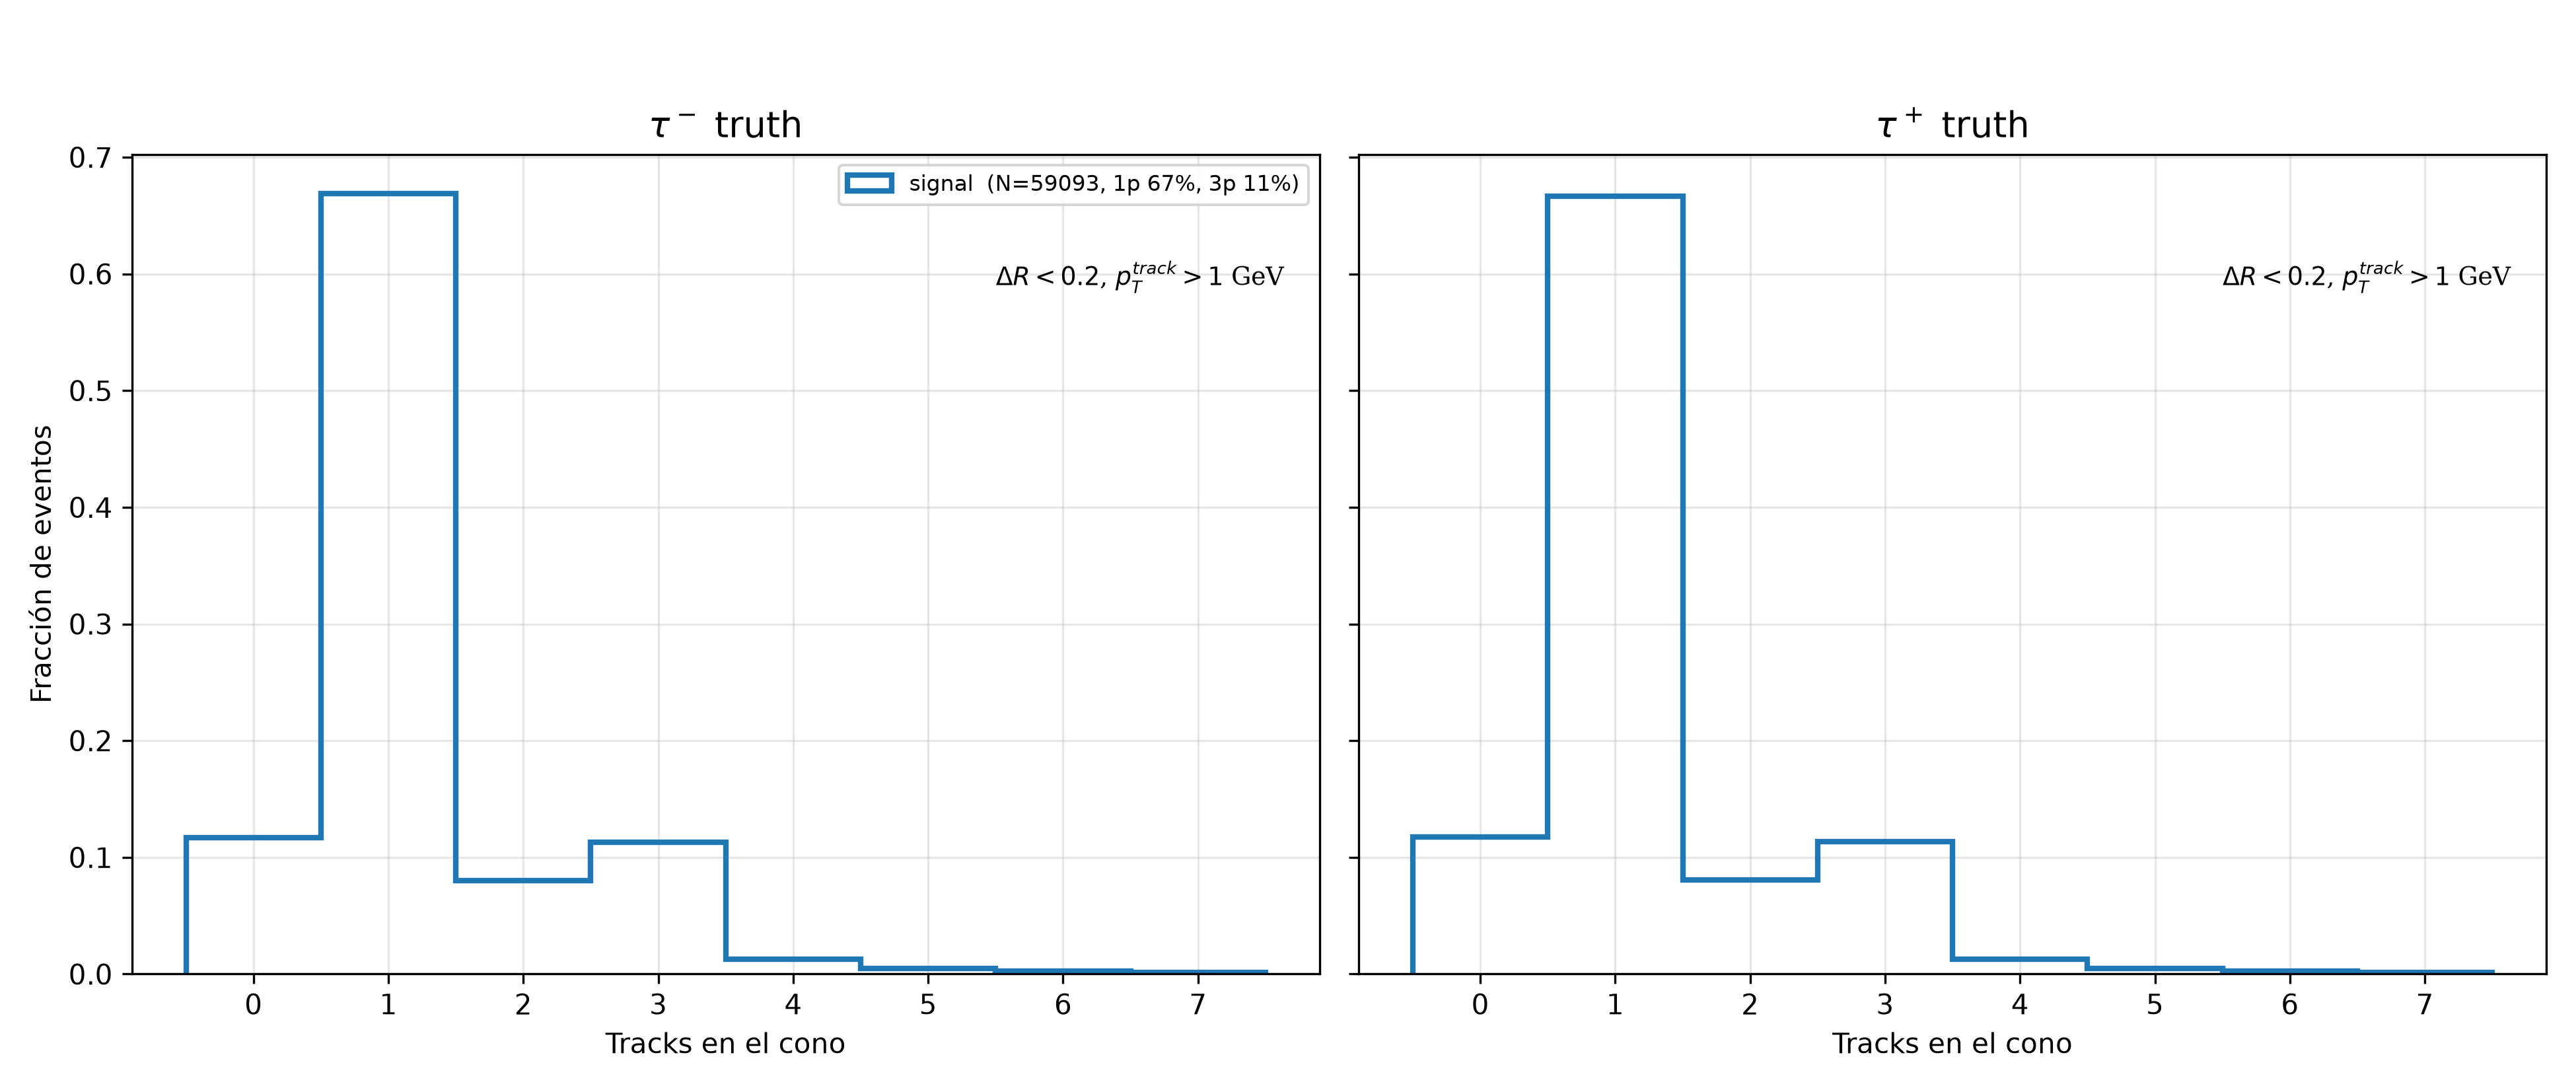 τ⁻ truth
signal (N=59093, 1p 67%, 3p 11%)
ΔR < 0.2, p_T^{track} > 1 GeV
Fracción de eventos
0.7
0.6
0.5
0.4
0.3
0.2
0.1
0.0
0 1 2 3 4 5 6 7
Tracks en el cono
τ⁺ truth
ΔR < 0.2, p_T^{track} > 1 GeV
0 1 2 3 4 5 6 7
Tracks en el cono